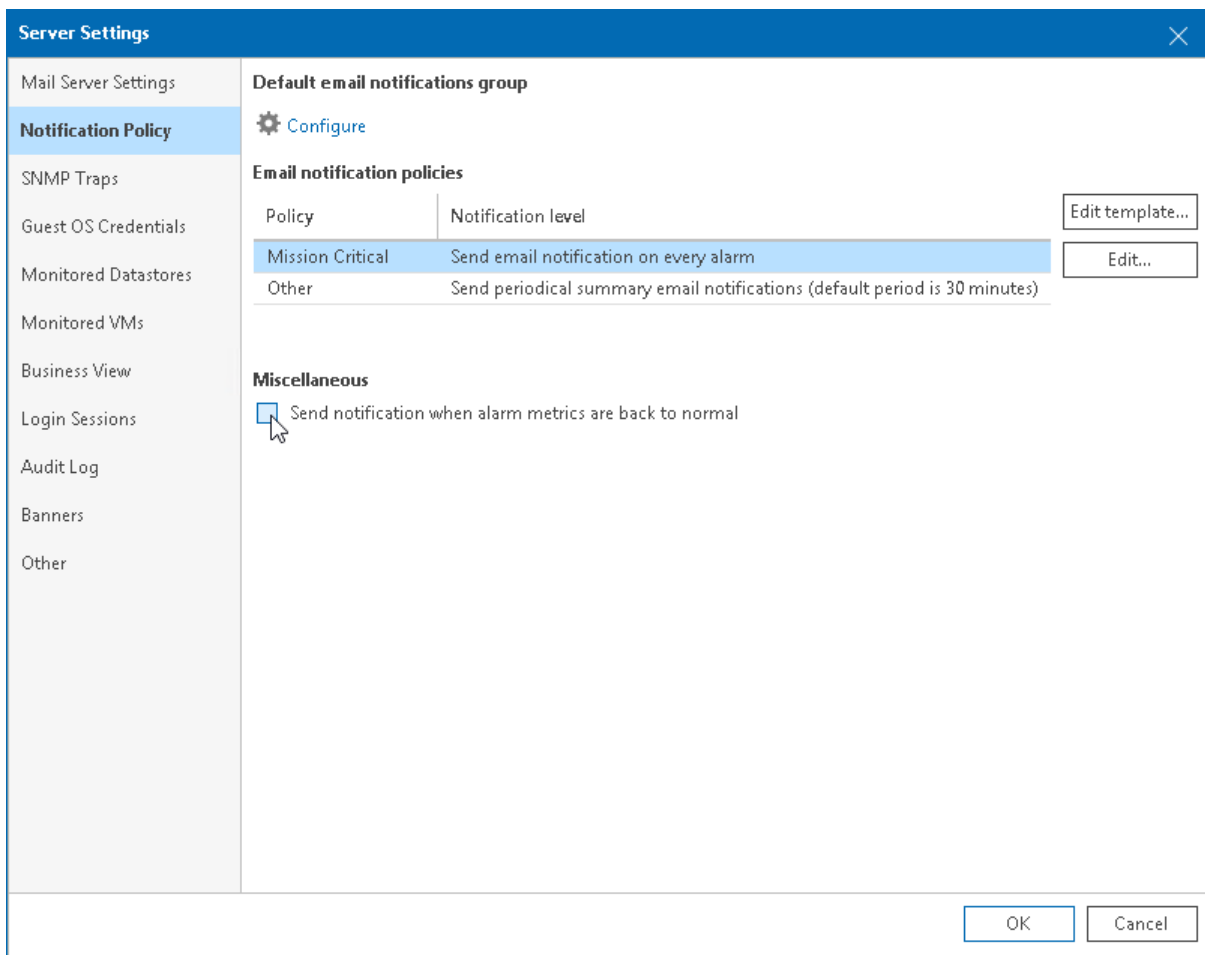 Server Settings
Mail Server Settings
Notification Policy
SNMP Traps
Guest OS Credentials
Monitored Datastores
Monitored VMs
Business View
Login Sessions
Audit Log
Banners
Other
Default email notifications group
Configure
Email notification policies
Policy Notification level
Mission Critical Send email notification on every alarm
Other Send periodical summary email notifications (default period is 30 minutes)
Edit template...
Edit...
Miscellaneous
Send notification when alarm metrics are back to normal
OK Cancel